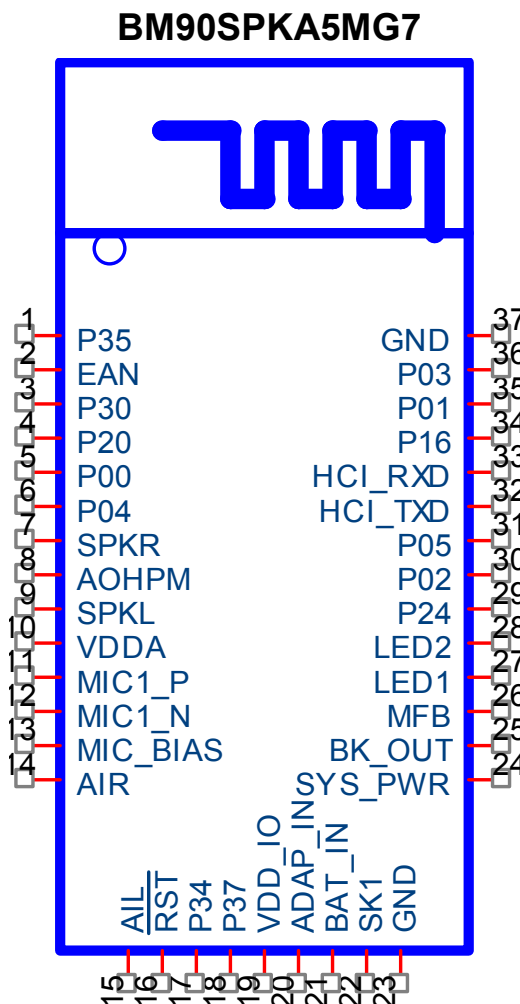 BM90SPKA5MG7
1 P35
2 EAN
3 P30
4 P20
5 P00
6 P04
7 SPKR
8 AOHPM
9 SPKL
10 VDDA
11 MIC1_P
12 MIC1_N
13 MIC_BIAS
14 AIR
GND 37
P03 36
P01 35
P16 34
HCI_RXD 33
HCI_TXD 32
P05 31
P02 30
P24 29
LED2 28
LED1 27
MFB 26
BK_OUT 25
SYS_PWR 24
AIL 15
RST 16
P34 17
P37 18
VDD_IO 19
ADAP_IN 20
BAT_IN 21
SK1 22
GND 23